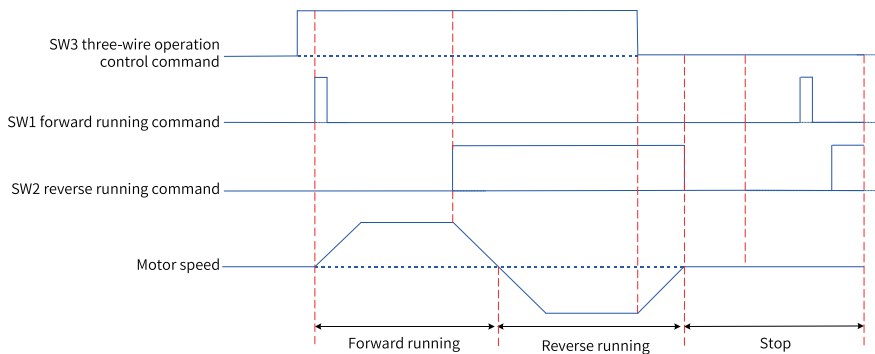 SW3 three-wire operation
control command
SW1 forward running command
SW2 reverse running command
Motor speed
Forward running
Reverse running
Stop